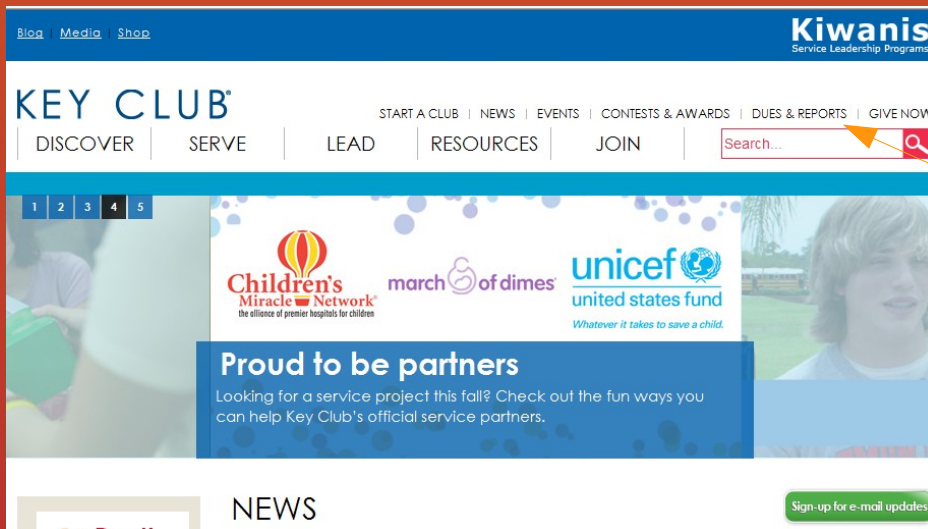 Blog | Media | Shop
Kiwanis
Service Leadership Programs
KEY CLUB®
START A CLUB | NEWS | EVENTS | CONTESTS & AWARDS | DUES & REPORTS | GIVE NOW
DISCOVER | SERVE | LEAD | RESOURCES | JOIN
Search...
1 2 3 4 5
Children's
Miracle Network®
the alliance of premier hospitals for children
march of dimes®
unicef
united states fund
Whatever it takes to save a child.
Proud to be partners
Looking for a service project this fall? Check out the fun ways you
can help Key Club's official service partners.
NEWS
Sign-up for e-mail updates